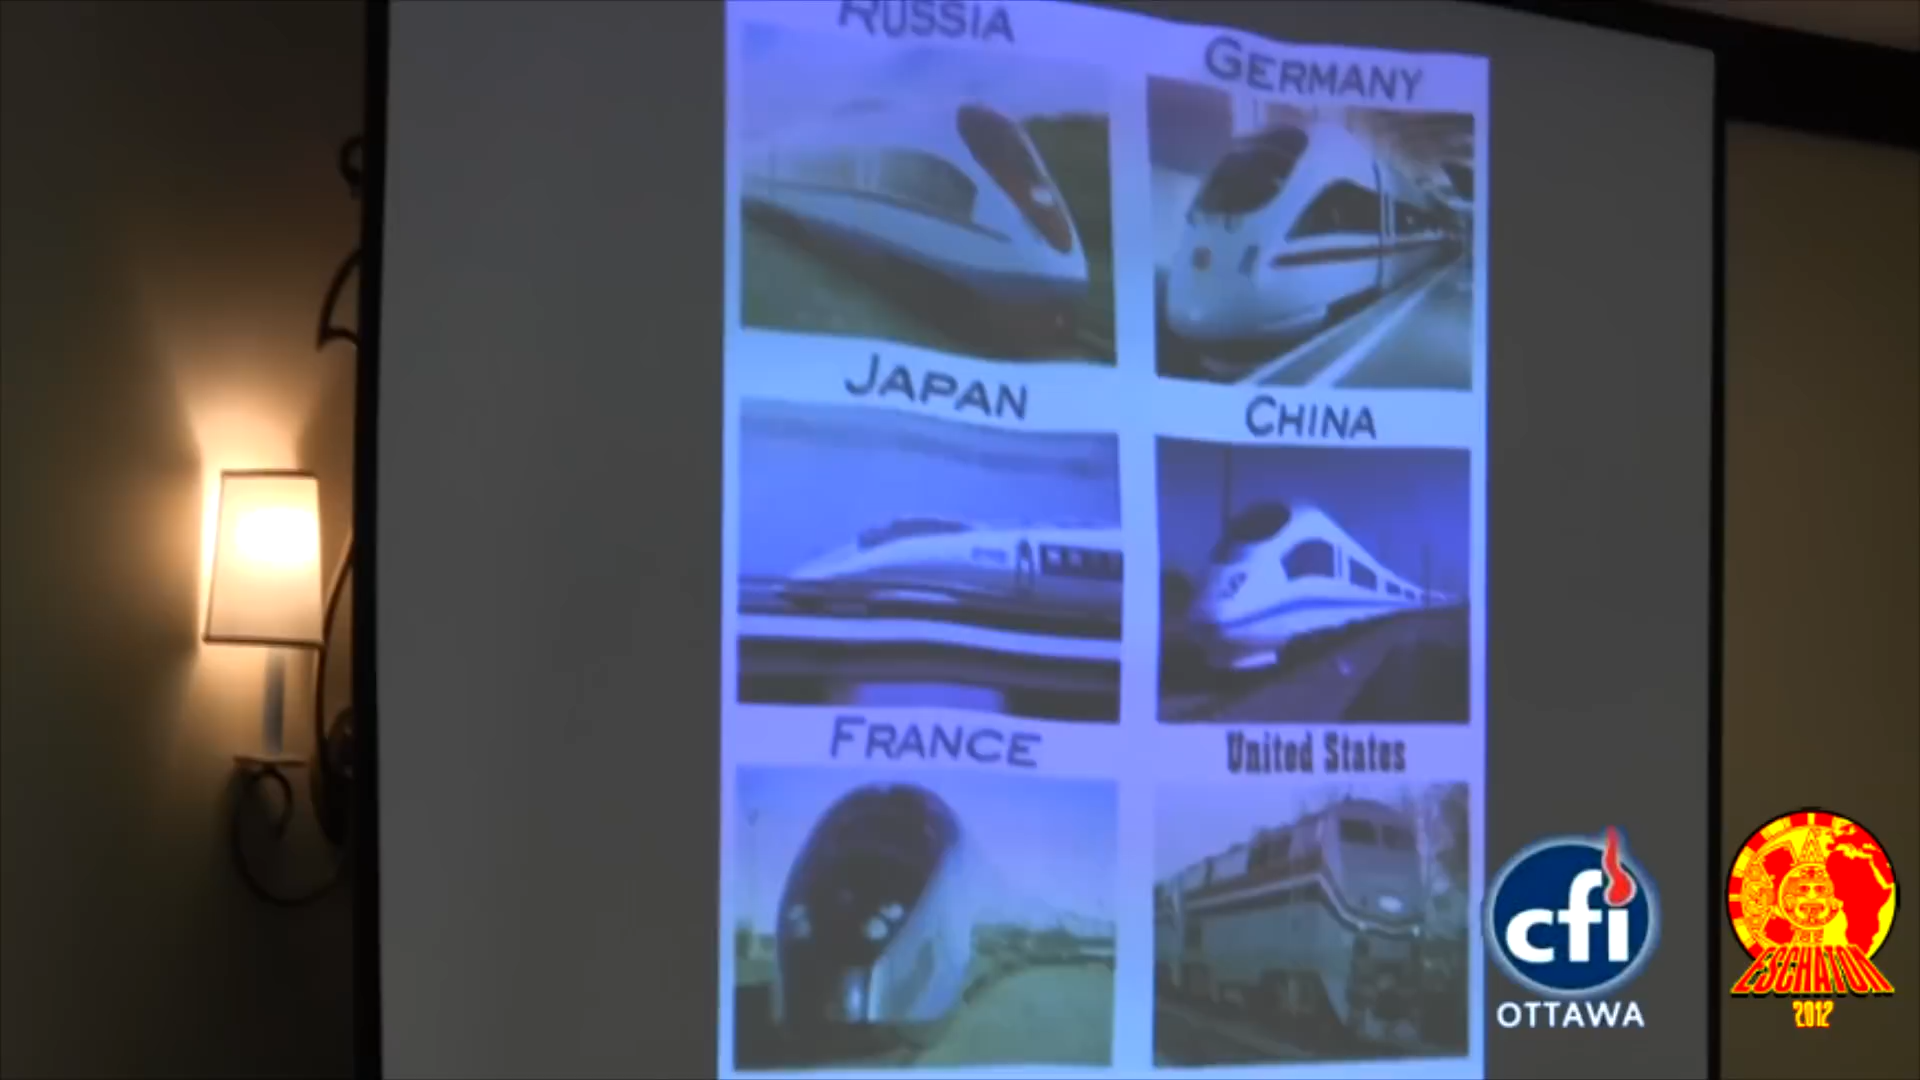 RUSSIA
GERMANY
JAPAN
CHINA
FRANCE
United States
cfi
OTTAWA
ESCHATON
2012